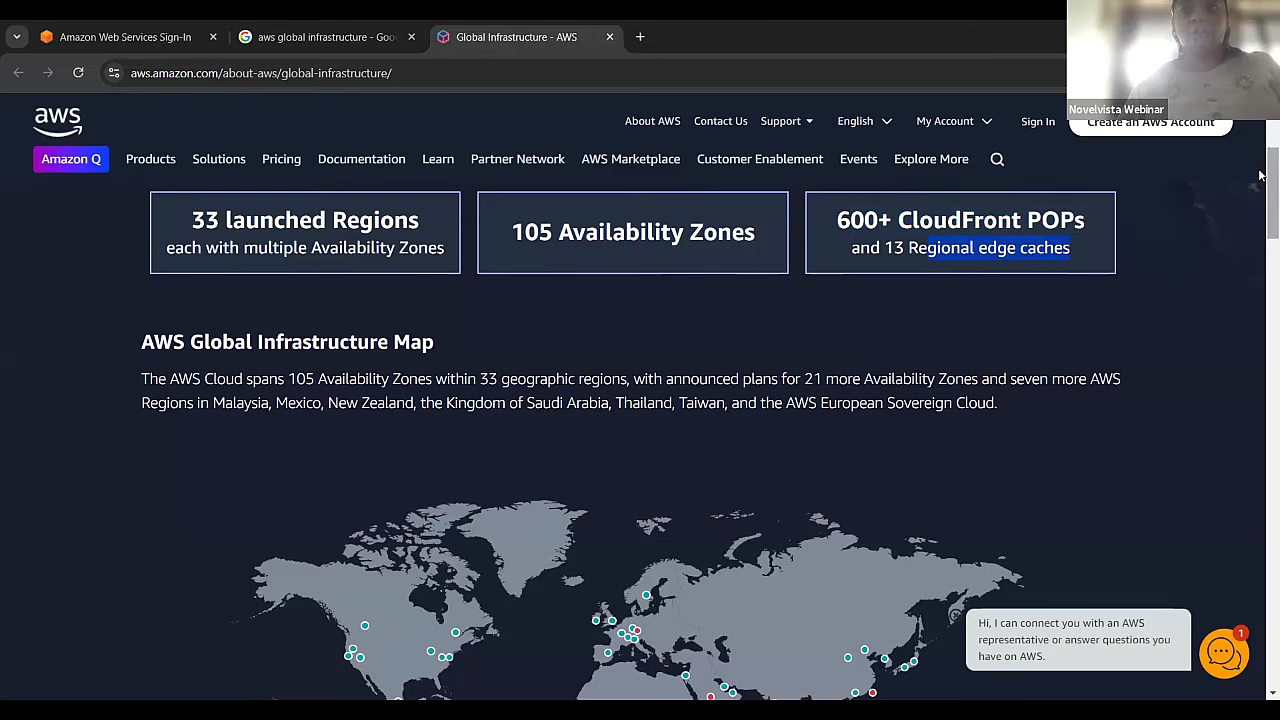 Amazon Web Services Sign-In
aws global infrastructure - Goo
Global Infrastructure - AWS
aws.amazon.com/about-aws/global-infrastructure/
Novelvista Webinar
aws
About AWS Contact Us Support English My Account Sign In Create an AWS Account
Amazon Q Products Solutions Pricing Documentation Learn Partner Network AWS Marketplace Customer Enablement Events Explore More
33 launched Regions
each with multiple Availability Zones
105 Availability Zones
600+ CloudFront POPs
and 13 Regional edge caches
AWS Global Infrastructure Map
The AWS Cloud spans 105 Availability Zones within 33 geographic regions, with announced plans for 21 more Availability Zones and seven more AWS
Regions in Malaysia, Mexico, New Zealand, the Kingdom of Saudi Arabia, Thailand, Taiwan, and the AWS European Sovereign Cloud.
Hi, I can connect you with an AWS
representative or answer questions you
have on AWS.
1